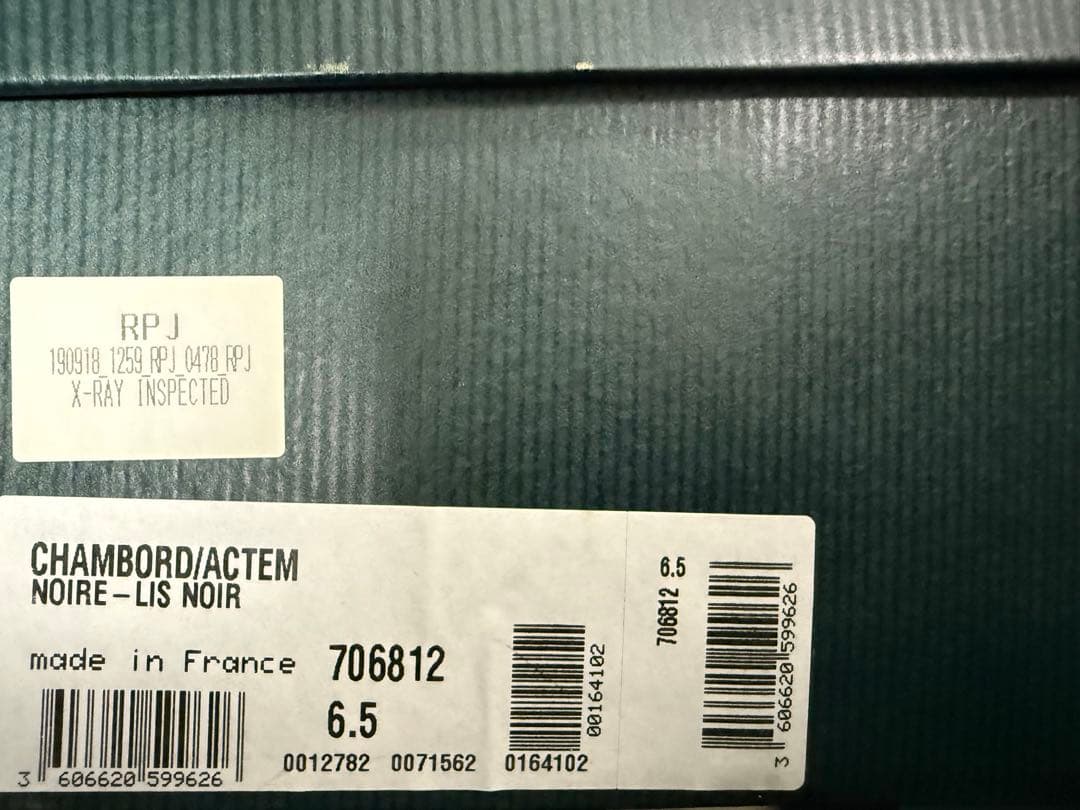 RPJ
190918_1259_RPJ_0478_RPJ
X-RAY INSPECTED
CHAMBORD/ACTEM
NOIRE-LIS NOIR
made in France 706812
6.5
3 606620 599626
0012782 0071562 0164102
00164102
706812 6.5
3 606620 599626